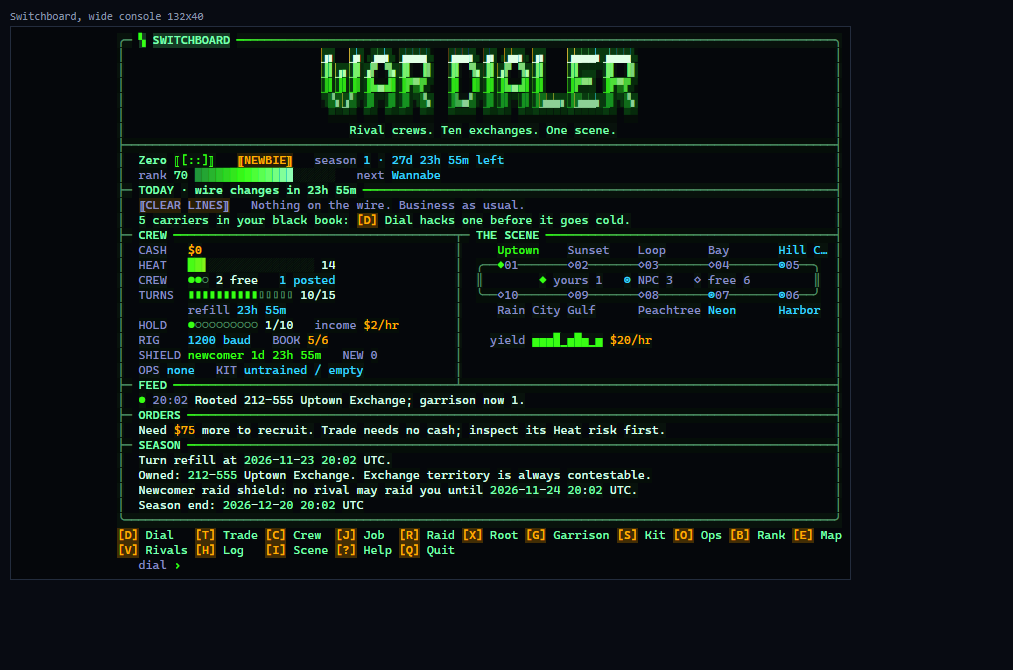 Switchboard, wide console 132x40
SWITCHBOARD
WAR DIAL
Rival crews. Ten exchanges. One scene.
Zero [[::]] [NEWBIE] season 1 · 27d 23h 55m left
rank 70 next Wannabe
TODAY · wire changes in 23h 55m
[CLEAR LINES] Nothing on the wire. Business as usual.
5 carriers in your black book: [D] Dial hacks one before it goes cold.
CREW
CASH $0
HEAT 14
CREW ●●○ 2 free 1 posted
TURNS 10/15
refill 23h 55m
HOLD ●○○○○○○○○○ 1/10 income $2/hr
RIG 1200 baud BOOK 5/6
SHIELD newcomer 1d 23h 55m NEW 0
OPS none KIT untrained / empty
THE SCENE
Uptown Sunset Loop Bay Hill C…
◆01 ◇02 ◇03 ◇04 05
◆ yours 1 NPC 3 ◇ free 6
◇10 ◇09 ◇08 07 06
Rain City Gulf Peachtree Neon Harbor
yield $20/hr
FEED
● 20:02 Rooted 212-555 Uptown Exchange; garrison now 1.
ORDERS
Need $75 more to recruit. Trade needs no cash; inspect its Heat risk first.
SEASON
Turn refill at 2026-11-23 20:02 UTC.
Owned: 212-555 Uptown Exchange. Exchange territory is always contestable.
Newcomer raid shield: no rival may raid you until 2026-11-24 20:02 UTC.
Season end: 2026-12-20 20:02 UTC
[D] Dial [T] Trade [C] Crew [J] Job [R] Raid [X] Root [G] Garrison [S] Kit [O] Ops [B] Rank [E] Map
[V] Rivals [H] Log [I] Scene [?] Help [Q] Quit
dial ›